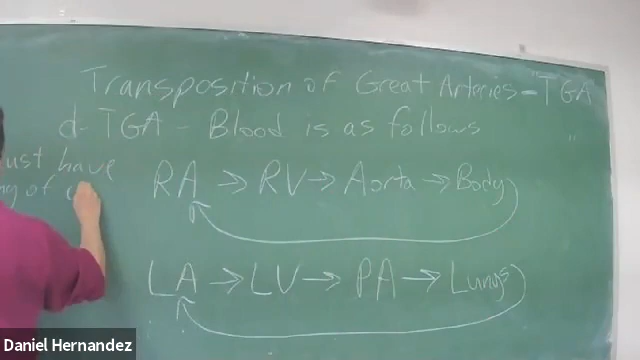 Transposition of Great Arteries - TGA
d-TGA - Blood is as follows
ust have
RA → RV → Aorta → Body
of
LA → LV → PA → Lungs
Daniel Hernandez